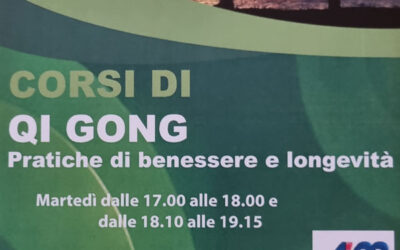 CORSI DI
QI GONG
Pratiche di benessere e longevità
Martedì dalle 17.00 alle 18.00 e
dalle 18.10 alle 19.15